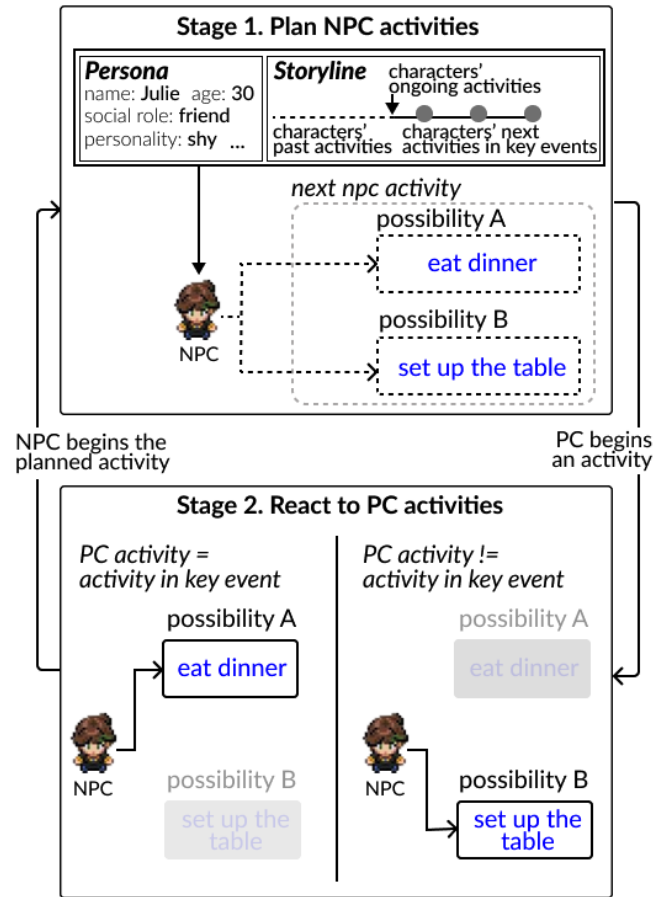 Stage 1. Plan NPC activities
Persona
name: Julie age: 30
social role: friend
personality: shy ...
Storyline
characters'
ongoing activities
characters'
past activities
characters' next
activities in key events
next npc activity
possibility A
eat dinner
possibility B
set up the table
NPC
NPC begins the
planned activity
PC begins
an activity
Stage 2. React to PC activities
PC activity =
activity in key event
possibility A
eat dinner
NPC
possibility B
set up the
table
PC activity !=
activity in key event
possibility A
eat dinner
NPC
possibility B
set up the
table